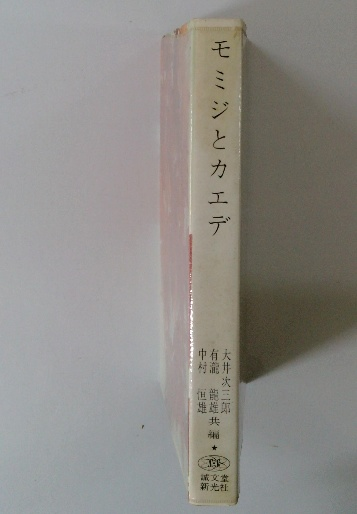 モミジとカエデ
大井次三郎
有瀧 龍雄
中村 恒雄
共編
★
誠文堂
新光社